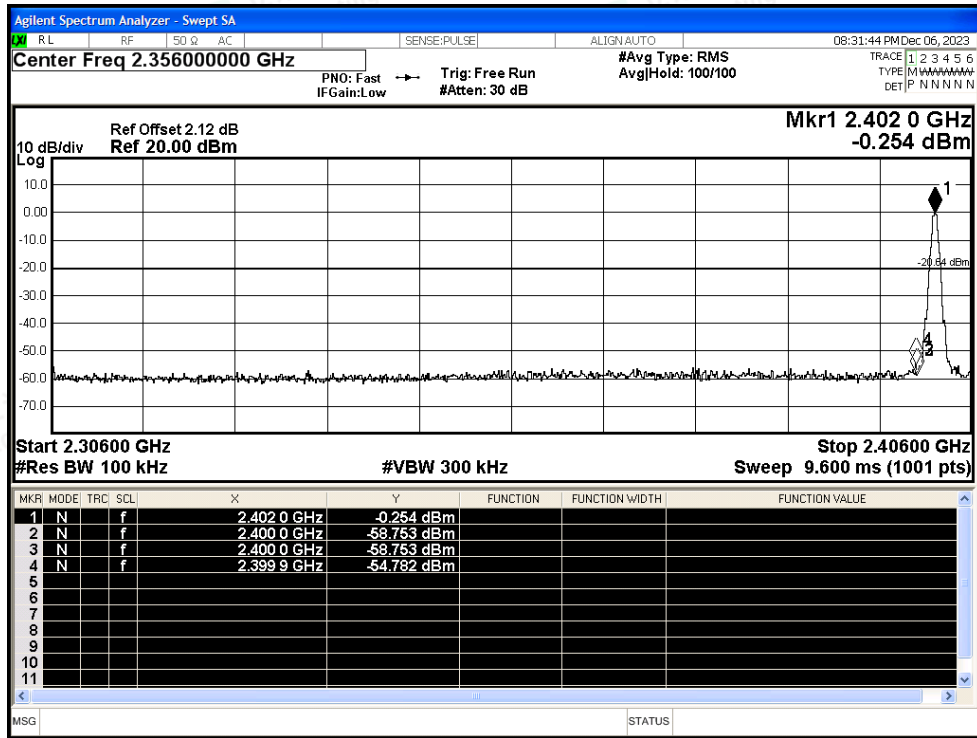 Agilent Spectrum Analyzer - Swept SA
LXI RL RF 50 Ω AC SENSE:PULSE ALIGN AUTO 08:31:44 PM Dec 06, 2023
Center Freq 2.356000000 GHz
PNO: Fast
IFGain:Low
Trig: Free Run
#Atten: 30 dB
#Avg Type: RMS
Avg|Hold: 100/100
TRACE 1 2 3 4 5 6
TYPE M
DET P N N N N N
Ref Offset 2.12 dB
10 dB/div Ref 20.00 dBm
Log
Mkr1 2.402 0 GHz
-0.254 dBm
10.0
0.00
-10.0
-20.0
-30.0
-40.0
-50.0
-60.0
-70.0
1
-20.64 dBm
4
Start 2.30600 GHz Stop 2.40600 GHz
#Res BW 100 kHz #VBW 300 kHz Sweep 9.600 ms (1001 pts)
MKR MODE TRC SCL X Y FUNCTION FUNCTION WIDTH FUNCTION VALUE
1 N f 2.402 0 GHz -0.254 dBm
2 N f 2.400 0 GHz -58.753 dBm
3 N f 2.400 0 GHz -58.753 dBm
4 N f 2.399 9 GHz -54.782 dBm
5
6
7
8
9
10
11
MSG STATUS